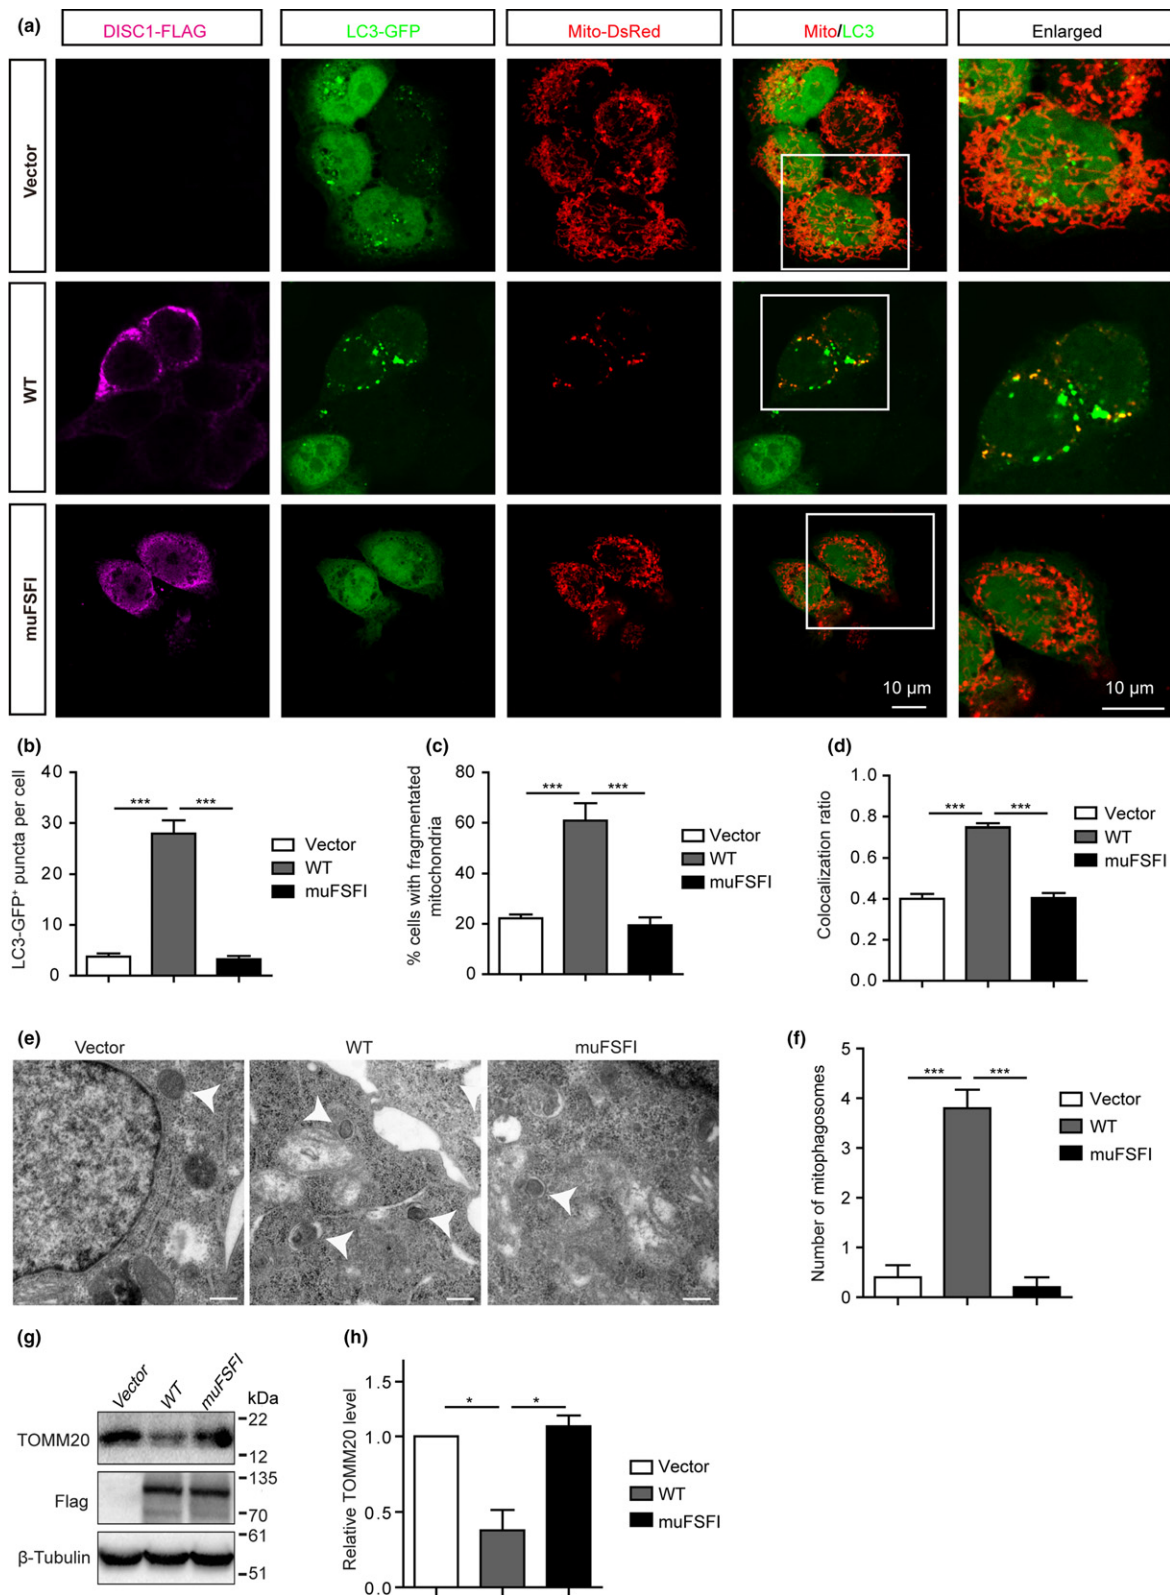 (a)
DISC1-FLAG
LC3-GFP
Mito-DsRed
Mito/LC3
Enlarged
Vector
WT
muFSFI
10 µm
10 µm
(b)
LC3-GFP⁺ puncta per cell
40
30
20
10
0
***
***
Vector
WT
muFSFI
(c)
% cells with fragmentated
mitochondria
80
60
40
20
0
***
***
Vector
WT
muFSFI
(d)
Colocalization ratio
1.0
0.8
0.6
0.4
0.2
0.0
***
***
Vector
WT
muFSFI
(e)
Vector
WT
muFSFI
(f)
Number of mitophagosomes
5
4
3
2
1
0
***
***
Vector
WT
muFSFI
(g)
Vector
WT
muFSFI
kDa
TOMM20
22
12
Flag
135
70
β-Tubulin
61
51
(h)
Relative TOMM20 level
1.5
1.0
0.5
0.0
*
*
Vector
WT
muFSFI